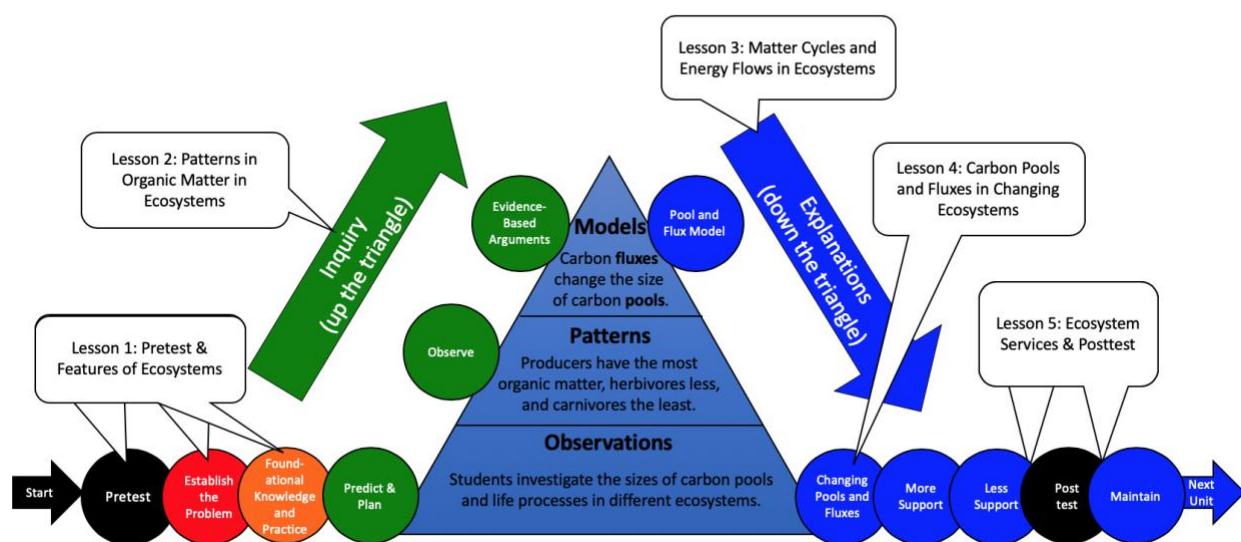 Lesson 3: Matter Cycles and
Energy Flows in Ecosystems
Lesson 2: Patterns in
Organic Matter in
Ecosystems
Lesson 4: Carbon Pools
and Fluxes in Changing
Ecosystems
Inquiry
(up the triangle)
Explanations
(down the triangle)
Evidence-
Based
Arguments
Pool and
Flux Model
Models
Carbon fluxes
change the size
of carbon pools.
Lesson 1: Pretest &
Features of Ecosystems
Observe
Patterns
Producers have the most
organic matter, herbivores less,
and carnivores the least.
Lesson 5: Ecosystem
Services & Posttest
Observations
Students investigate the sizes of carbon pools
and life processes in different ecosystems.
Start
Pretest
Establish
the
Problem
Found-
ational
Knowledge
and
Practice
Predict &
Plan
Changing
Pools and
Fluxes
More
Support
Less
Support
Post
test
Maintain
Next
Unit